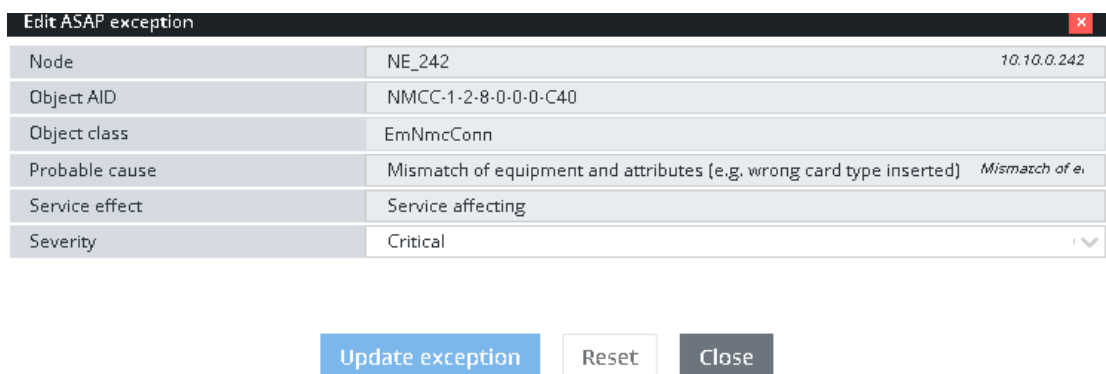 Edit ASAP exception
Node NE_242 10.10.0.242
Object AID NMCC-1-2-8-0-0-0-C40
Object class EmNmcConn
Probable cause Mismatch of equipment and attributes (e.g. wrong card type inserted) Mismatch of e
Service effect Service affecting
Severity Critical
Update exception Reset Close